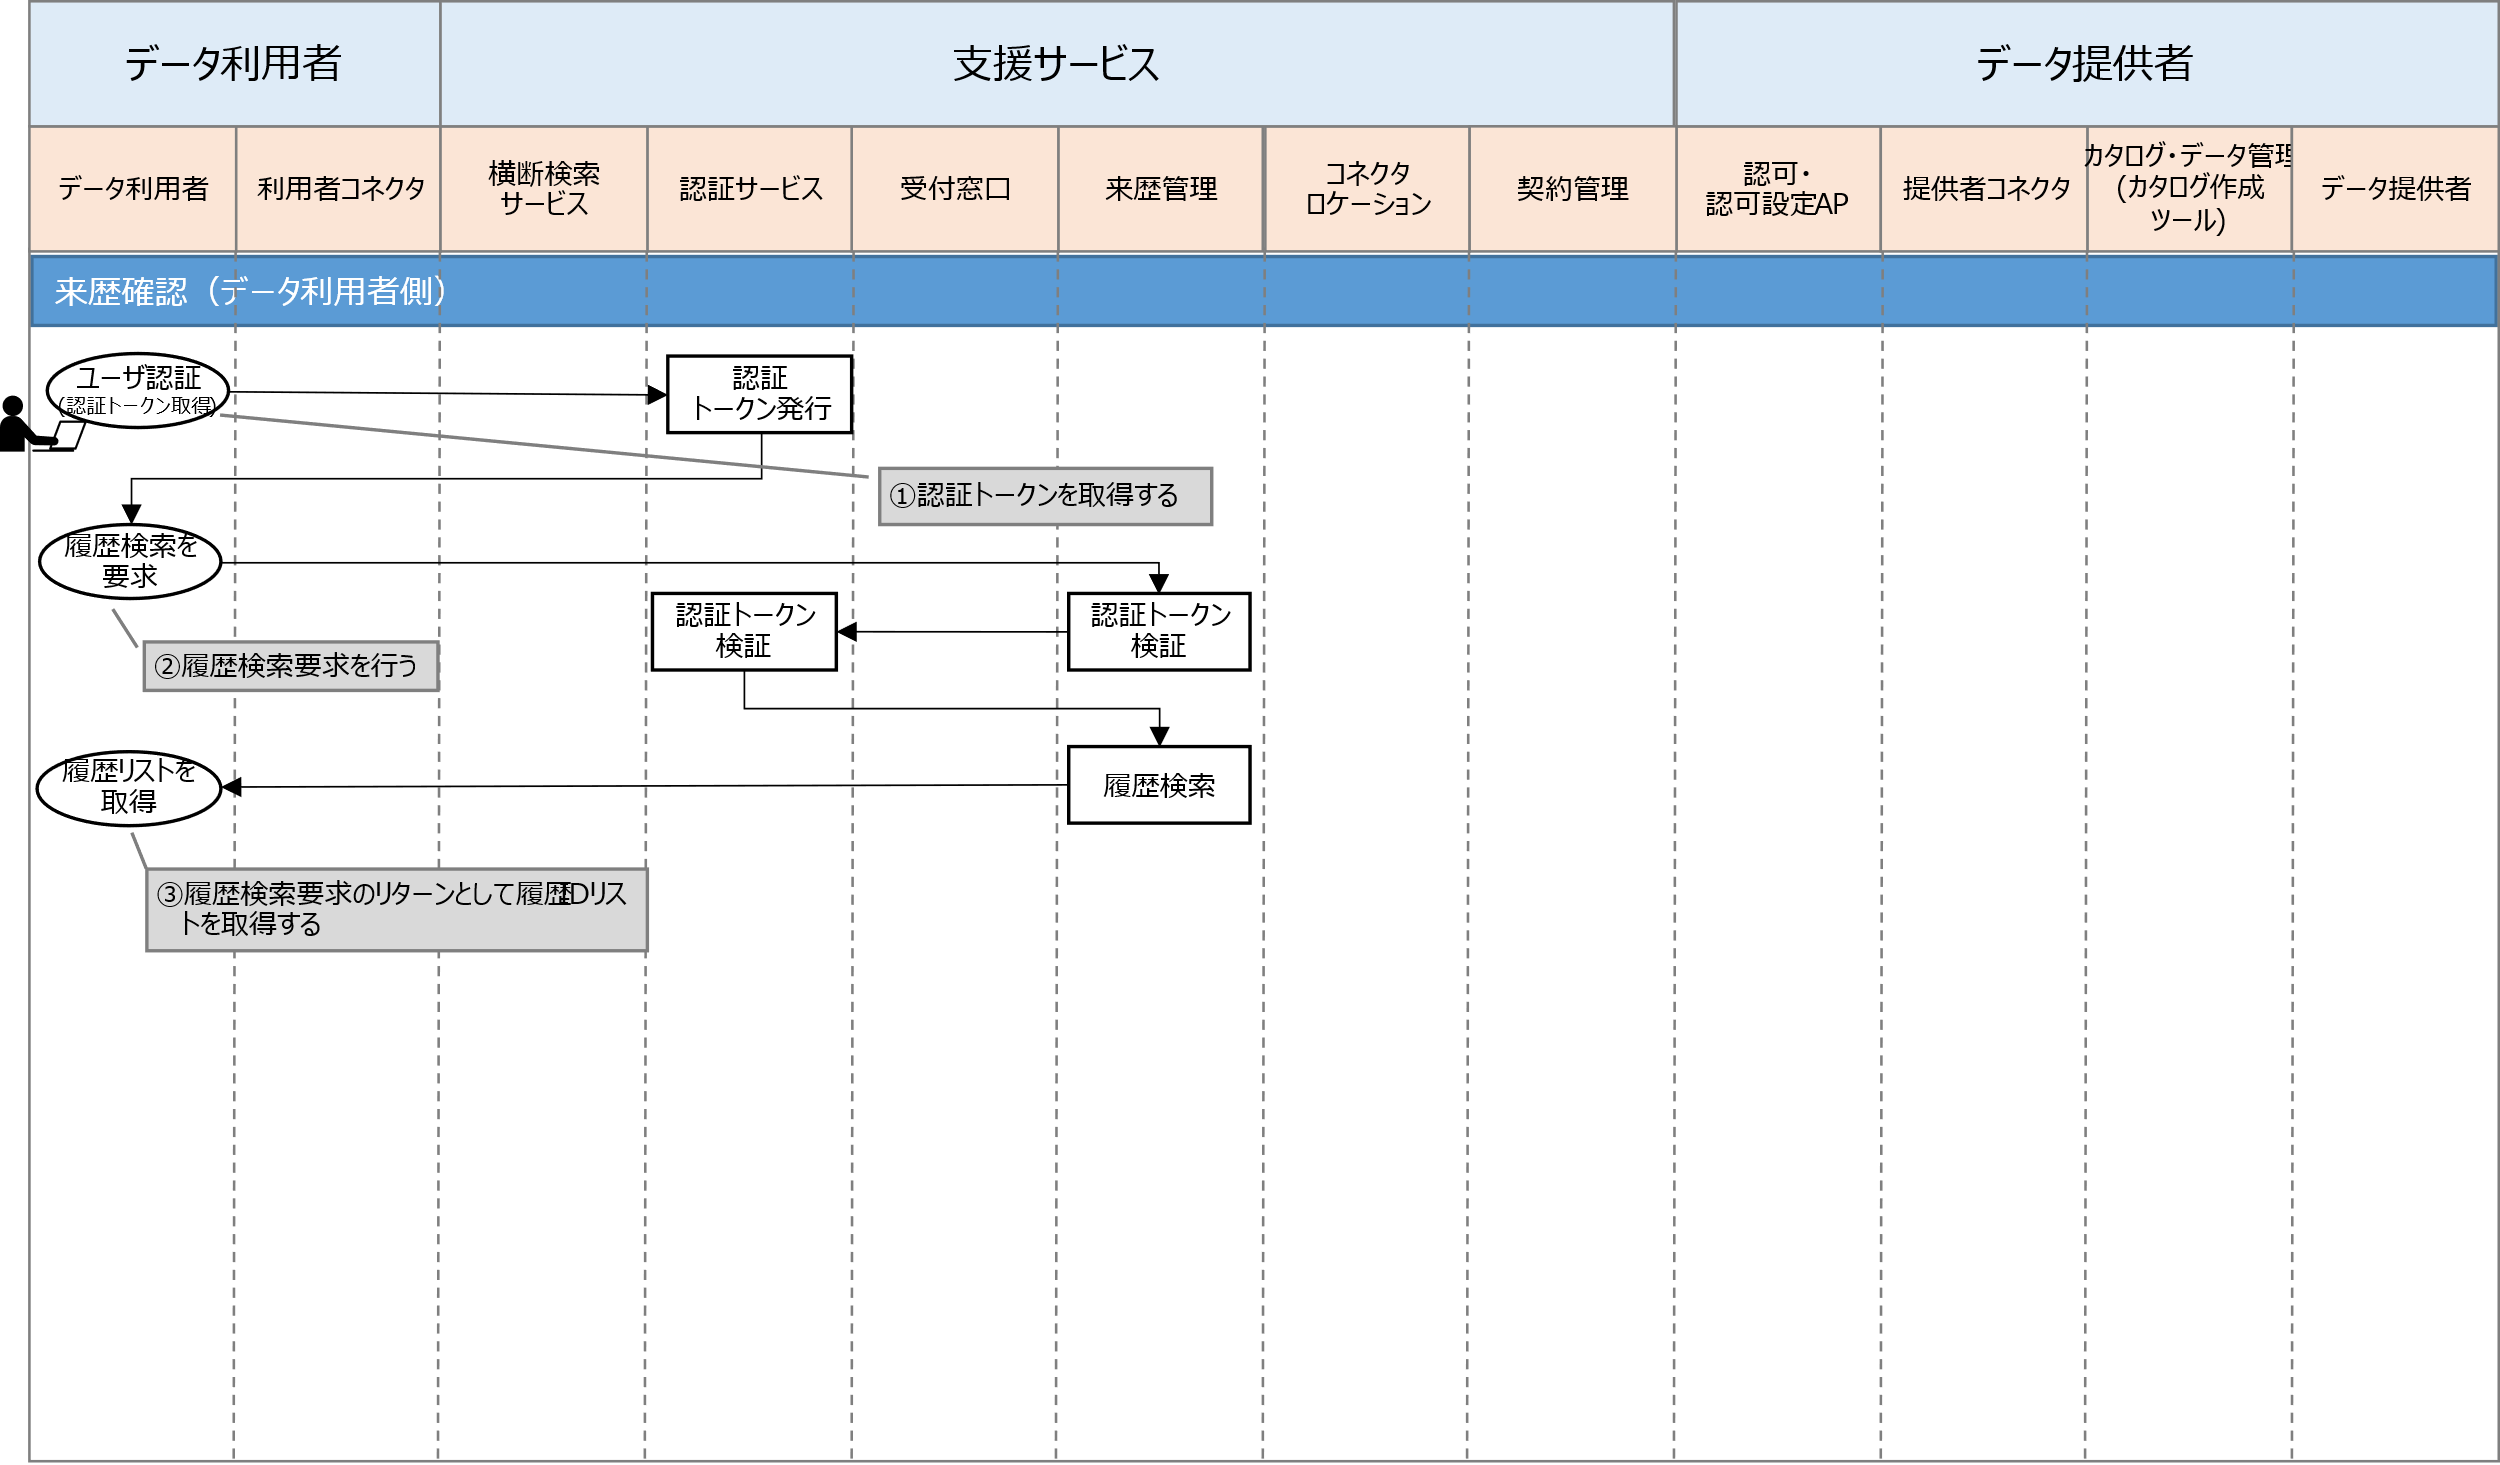 データ利用者
支援サービス
データ提供者
データ利用者
利用者コネクタ
横断検索
サービス
認証サービス
受付窓口
来歴管理
コネクタ
ロケーション
契約管理
認可・
認可設定AP
提供者コネクタ
カタログ・データ管理
(カタログ作成
ツール)
データ提供者
来歴確認（データ利用者側）
ユーザ認証
(認証トークン取得)
認証
トークン発行
①認証トークンを取得する
履歴検索を
要求
認証トークン
検証
認証トークン
検証
②履歴検索要求を行う
履歴リストを
取得
履歴検索
③履歴検索要求のリターンとして履歴IDリス
トを取得する